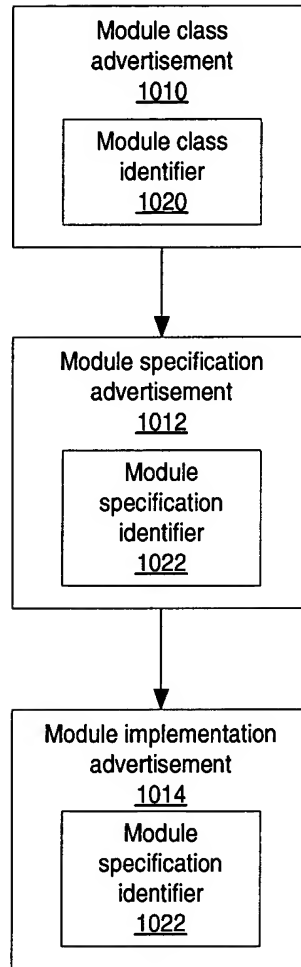 Module class
advertisement
1010
Module class
identifier
1020
Module specification
advertisement
1012
Module
specification
identifier
1022
Module implementation
advertisement
1014
Module
specification
identifier
1022